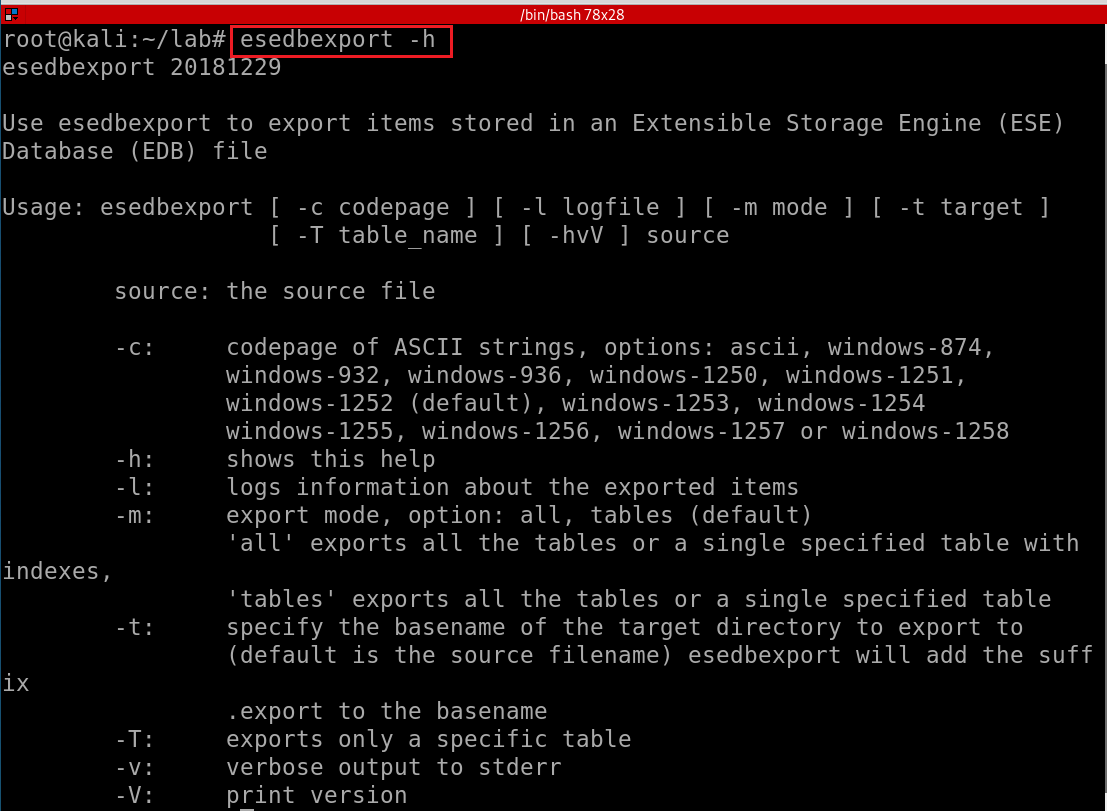 /bin/bash 78x28
root@kali:~/lab# esedbexport -h
esedbexport 20181229
Use esedbexport to export items stored in an Extensible Storage Engine (ESE)
Database (EDB) file
Usage: esedbexport [ -c codepage ] [ -l logfile ] [ -m mode ] [ -t target ]
[ -T table_name ] [ -hvV ] source
source: the source file
-c: codepage of ASCII strings, options: ascii, windows-874,
windows-932, windows-936, windows-1250, windows-1251,
windows-1252 (default), windows-1253, windows-1254
windows-1255, windows-1256, windows-1257 or windows-1258
-h: shows this help
-l: logs information about the exported items
-m: export mode, option: all, tables (default)
'all' exports all the tables or a single specified table with
indexes,
'tables' exports all the tables or a single specified table
-t: specify the basename of the target directory to export to
(default is the source filename) esedbexport will add the suff
ix
.export to the basename
-T: exports only a specific table
-v: verbose output to stderr
-V: print version